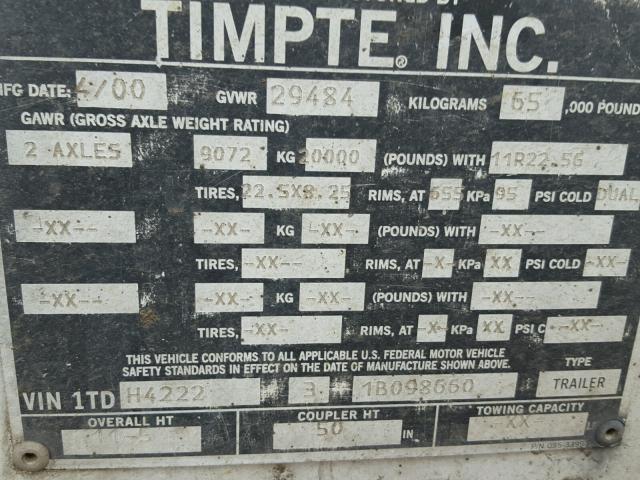 BY
TIMPTE® INC.
MFG DATE: 4/00 GVWR 29484 KILOGRAMS 65 ,000 POUND
GAWR (GROSS AXLE WEIGHT RATING)
2 AXLES 9072 KG 20000 (POUNDS) WITH 11R22.5G
TIRES, 22.5X8.25 RIMS, AT 655 KPa 95 PSI COLD DUAL
-XX-- -XX-- KG -XX-- (POUNDS) WITH -XX--
TIRES, -XX-- RIMS, AT -X- KPa XX PSI COLD -XX-
-XX-- -XX-- KG -XX-- (POUNDS) WITH -XX--
TIRES, -XX-- RIMS, AT -X- KPa XX PSI C -XX--
THIS VEHICLE CONFORMS TO ALL APPLICABLE U.S. FEDERAL MOTOR VEHICLE
SAFETY STANDARDS IN EFFECT ON THE DATE OF MANUFACTURE SHOWN ABOVE.
TYPE
VIN 1TD H4222 3 1B098660 TRAILER
OVERALL HT COUPLER HT TOWING CAPACITY
50 IN XX